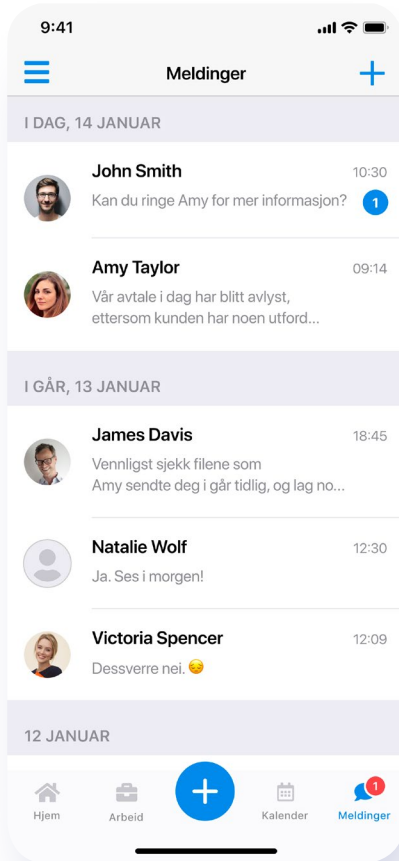 9:41
Meldinger
I DAG, 14 JANUAR
John Smith 10:30
Kan du ringe Amy for mer informasjon? 1
Amy Taylor 09:14
Vår avtale i dag har blitt avlyst,
ettersom kunden har noen utford...
I GÅR, 13 JANUAR
James Davis 18:45
Vennligst sjekk filene som
Amy sendte deg i går tidlig, og lag no...
Natalie Wolf 12:30
Ja. Ses i morgen!
Victoria Spencer 12:09
Dessverre nei. 😔
12 JANUAR
1
Hjem Arbeid Kalender Meldinger